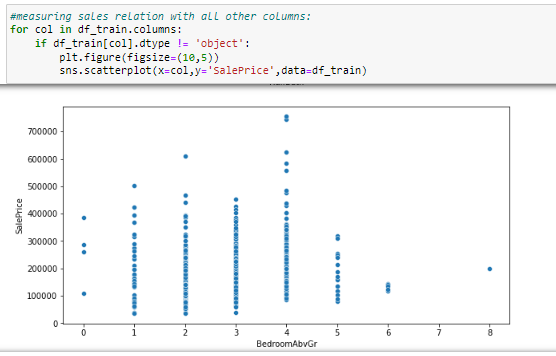 #measuring sales relation with all other columns:
for col in df_train.columns:
    if df_train[col].dtype != 'object':
        plt.figure(figsize=(10,5))
        sns.scatterplot(x=col,y='SalePrice',data=df_train)
700000
600000
500000
400000
300000
200000
100000
0
SalePrice
0 1 2 3 4 5 6 7 8
BedroomAbvGr